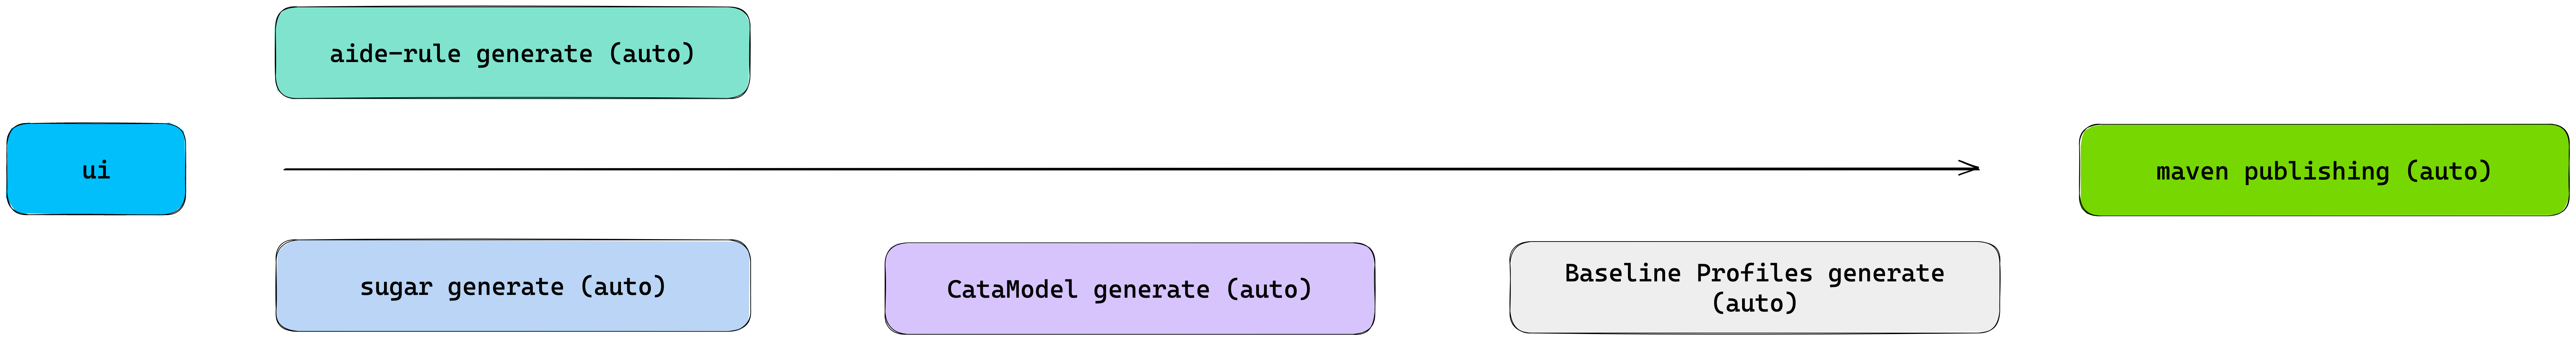 aide-rule generate (auto)
ui
maven publishing (auto)
sugar generate (auto)
CataModel generate (auto)
Baseline Profiles generate
(auto)